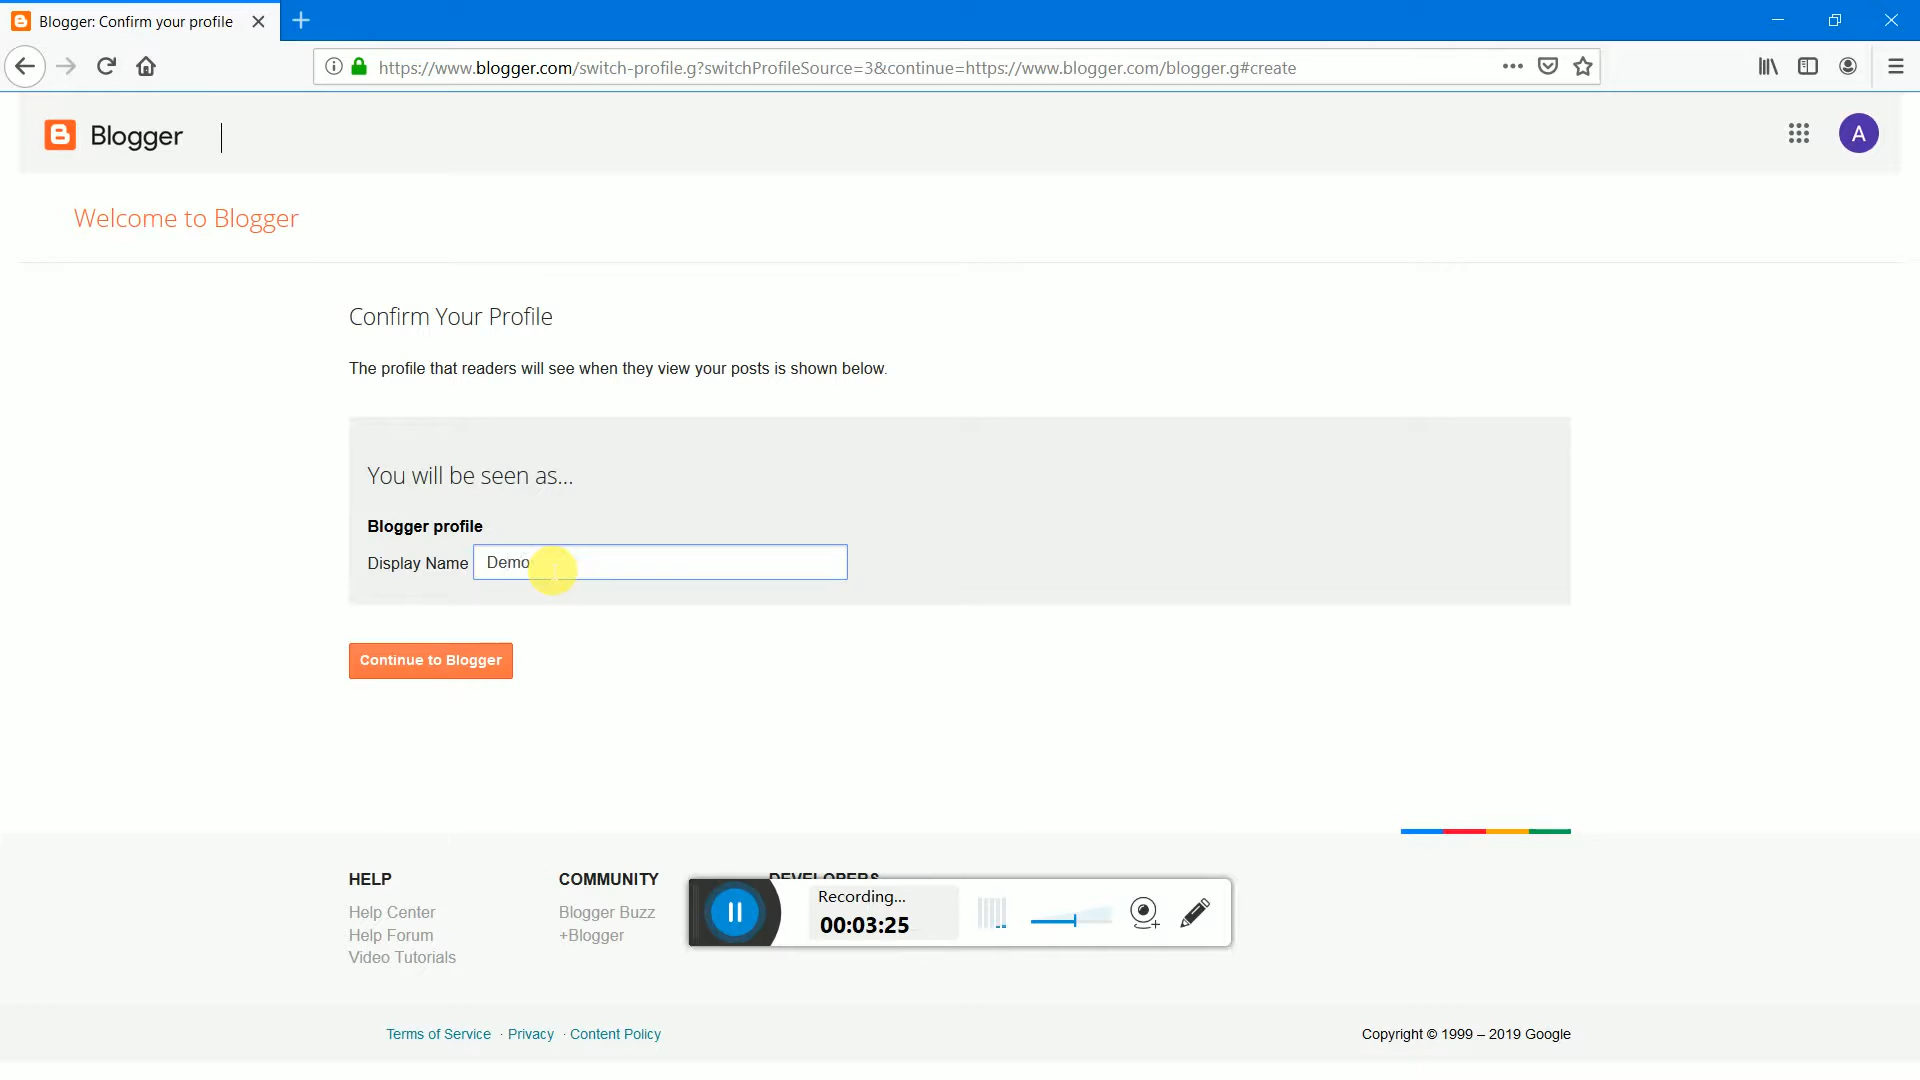 Blogger: Confirm your profile
https://www.blogger.com/switch-profile.g?switchProfileSource=3&continue=https://www.blogger.com/blogger.g#create
Blogger
A
Welcome to Blogger
Confirm Your Profile
The profile that readers will see when they view your posts is shown below.
You will be seen as...
Blogger profile
Display Name Demo
Continue to Blogger
HELP COMMUNITY DEVELOPERS
Help Center Blogger Buzz
Help Forum +Blogger
Video Tutorials
Recording...
00:03:25
Terms of Service · Privacy · Content Policy
Copyright © 1999 – 2019 Google